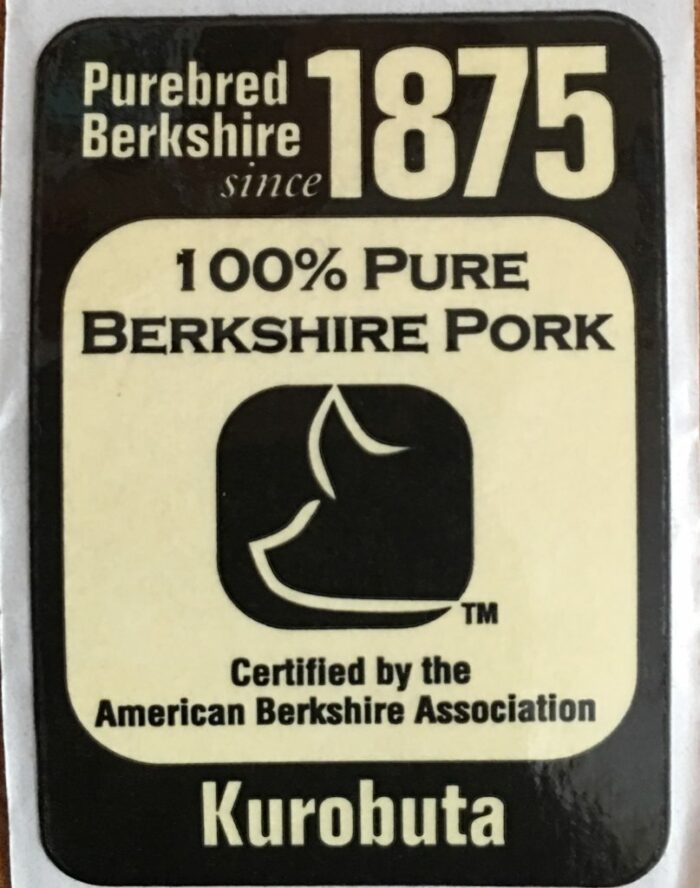 Purebred
Berkshire
since 1875
100% PURE
BERKSHIRE PORK
TM
Certified by the
American Berkshire Association
Kurobuta